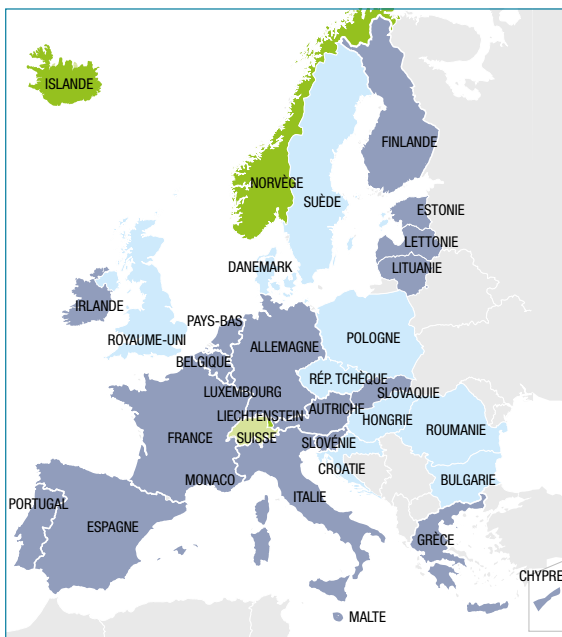 ISLANDE
FINLANDE
NORVÈGE
SUÈDE
ESTONIE
LETTONIE
DANEMARK
LITUANIE
IRLANDE
PAYS-BAS
ROYAUME-UNI
ALLEMAGNE
POLOGNE
BELGIQUE
RÉP. TCHÈQUE
LUXEMBOURG
SLOVAQUIE
LIECHTENSTEIN
AUTRICHE
HONGRIE
ROUMANIE
FRANCE
SUISSE
SLOVÉNIE
CROATIE
MONACO
BULGARIE
PORTUGAL
ITALIE
ESPAGNE
GRÈCE
CHYPRE
MALTE